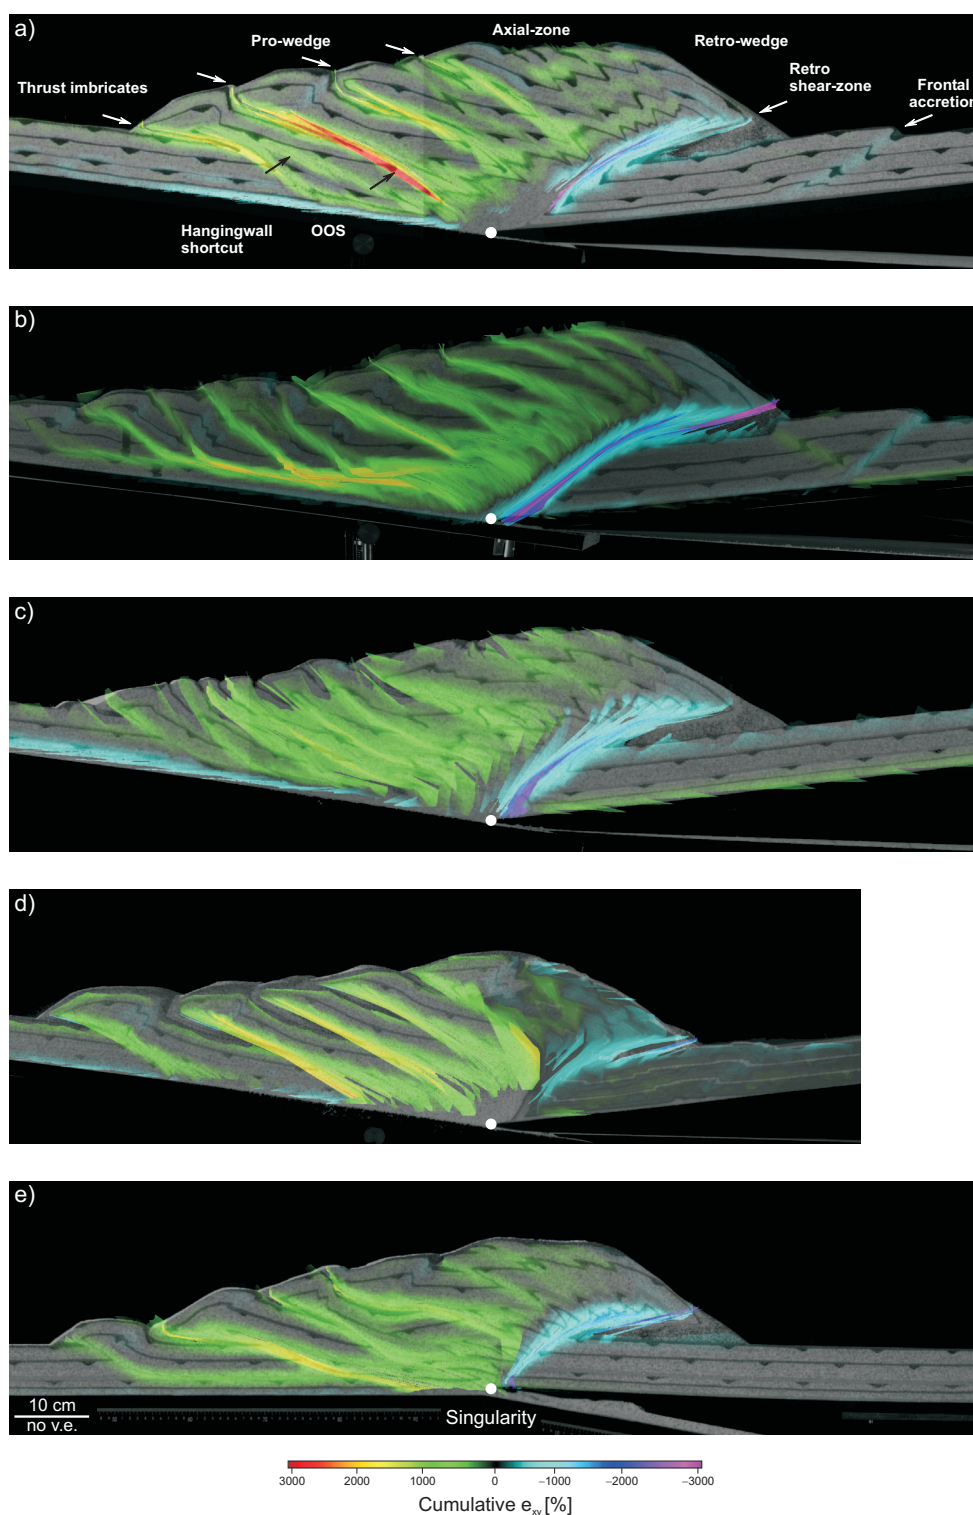 a)
Axial-zone
Pro-wedge
Retro-wedge
Thrust imbricates
Retro
shear-zone
Frontal
accretion
Hangingwall
shortcut
OOS
b)
c)
d)
e)
10 cm
no v.e.
Singularity
3000 2000 1000 0 −1000 −2000 −3000
Cumulative e_xy [%]